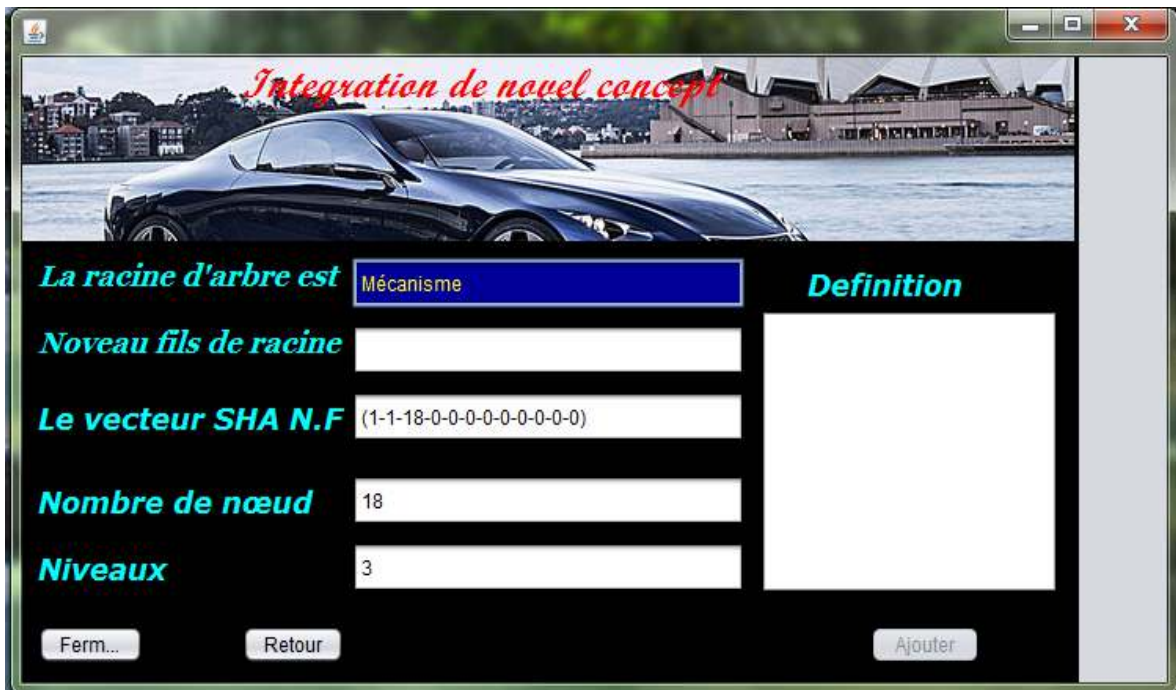 Integration de novel concept
La racine d'arbre est
Mécanisme
Definition
Noveau fils de racine
Le vecteur SHA N.F
(1-1-18-0-0-0-0-0-0-0-0-0)
Nombre de nœud
18
Niveaux
3
Ferm...
Retour
Ajouter